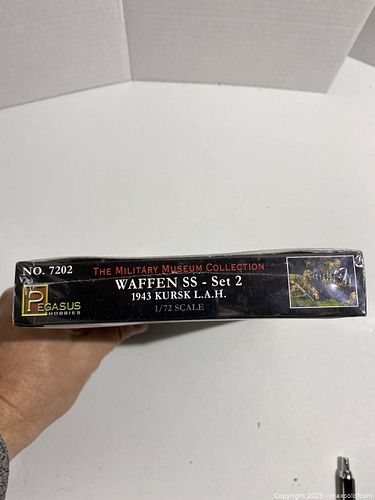 NO. 7202
THE MILITARY MUSEUM COLLECTION
WAFFEN SS - SET 2
1943 KURSK L.A.H.
1/72 SCALE
PEGASUS
HOBBIES
Copyright 2025 - maxsold.com